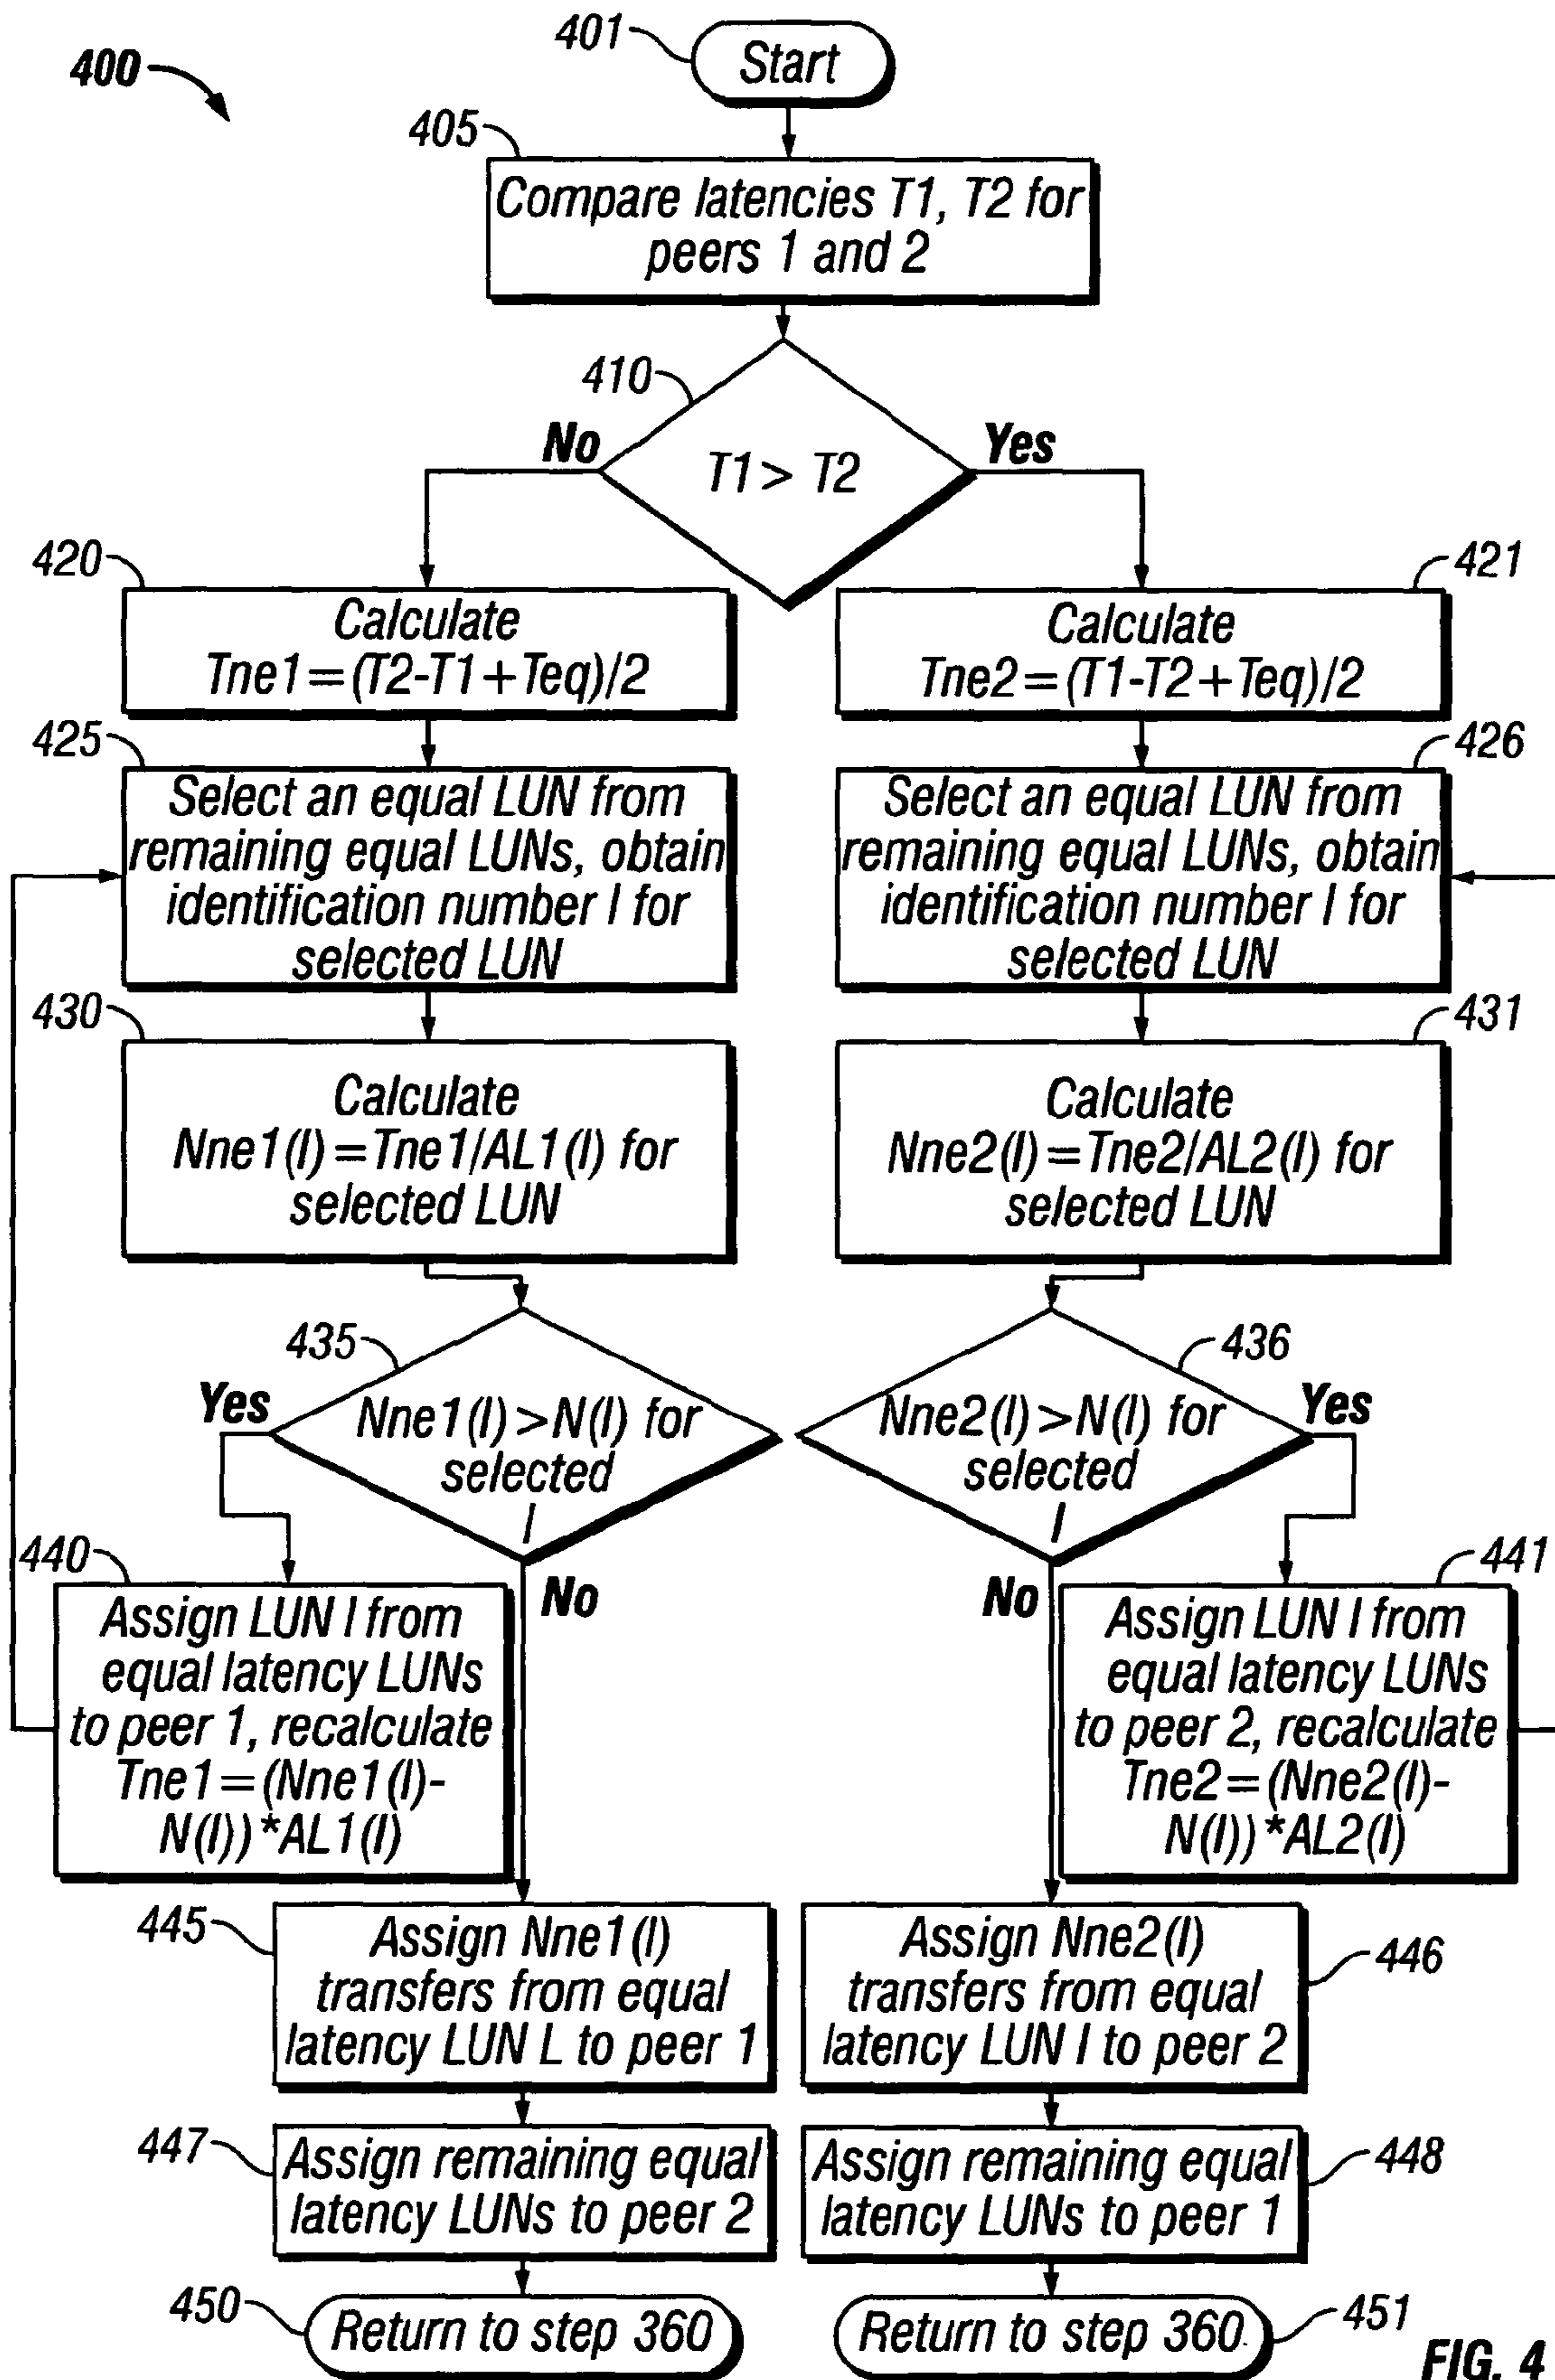 401
Start
400
405
Compare latencies T1, T2 for
peers 1 and 2
410
No
Yes
T1 > T2
420
Calculate
Tne1=(T2-T1+Teq)/2
421
Calculate
Tne2=(T1-T2+Teq)/2
425
Select an equal LUN from
remaining equal LUNs, obtain
identification number I for
selected LUN
426
Select an equal LUN from
remaining equal LUNs, obtain
identification number I for
selected LUN
430
Calculate
Nne1(I)=Tne1/AL1(I) for
selected LUN
431
Calculate
Nne2(I)=Tne2/AL2(I) for
selected LUN
435
Yes
Nne1(I)>N(I) for
selected
I
No
436
Nne2(I)>N(I) for
selected
I
Yes
No
440
Assign LUN I from
equal latency LUNs
to peer 1, recalculate
Tne1=(Nne1(I)-
N(I))*AL1(I)
441
Assign LUN I from
equal latency LUNs
to peer 2, recalculate
Tne2=(Nne2(I)-
N(I))*AL2(I)
445
Assign Nne1(I)
transfers from equal
latency LUN L to peer 1
446
Assign Nne2(I)
transfers from equal
latency LUN I to peer 2
447
Assign remaining equal
latency LUNs to peer 2
448
Assign remaining equal
latency LUNs to peer 1
450
Return to step 360
451
Return to step 360
FIG. 4